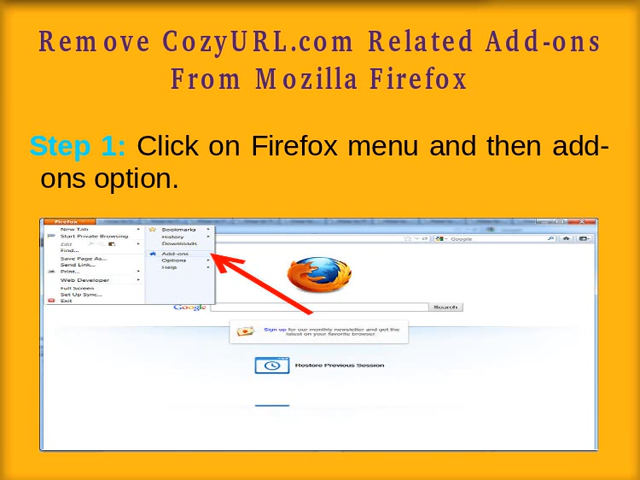 Remove CozyURL.com Related Add-ons
From Mozilla Firefox
Step 1: Click on Firefox menu and then add-
ons option.
Firefox
New Tab
Start Private Browsing
Edit
Find...
Save Page As...
Send Link...
Print...
Web Developer
Full Screen
Set Up Sync...
Exit
Bookmarks
History
Downloads
Add-ons
Options
Help
Google
Google
Search
Sign up for our monthly newsletter and get the
latest on your favorite browser.
Restore Previous Session